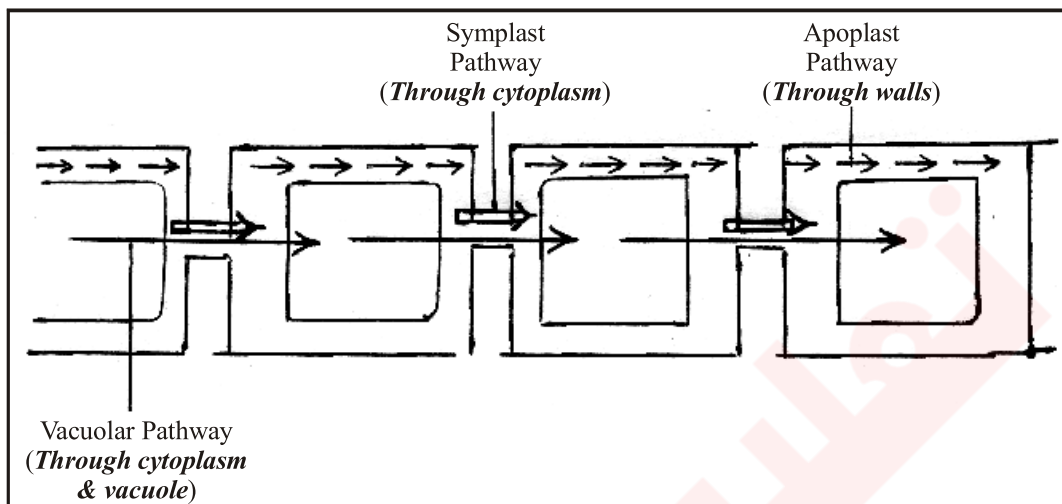 Symplast
Pathway
(Through cytoplasm)
Apoplast
Pathway
(Through walls)
Vacuolar Pathway
(Through cytoplasm
& vacuole)